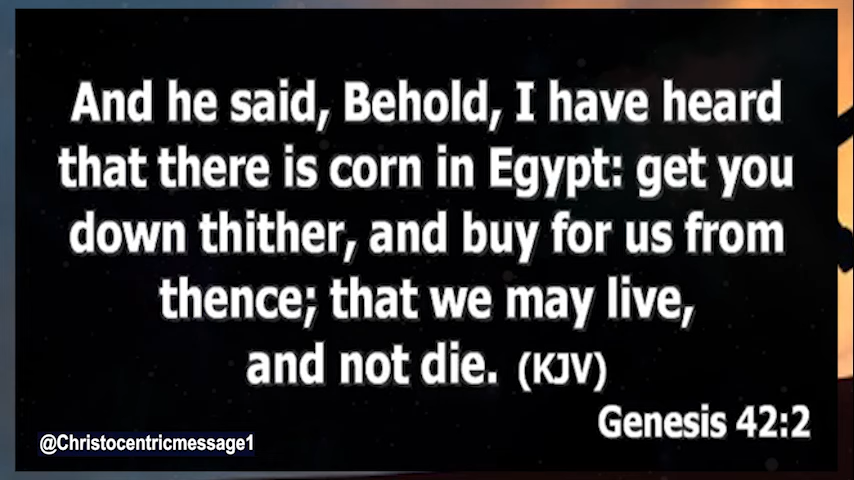 And he said, Behold, I have heard
that there is corn in Egypt: get you
down thither, and buy for us from
thence; that we may live,
and not die. (KJV)
Genesis 42:2
@Christocentricmessage1